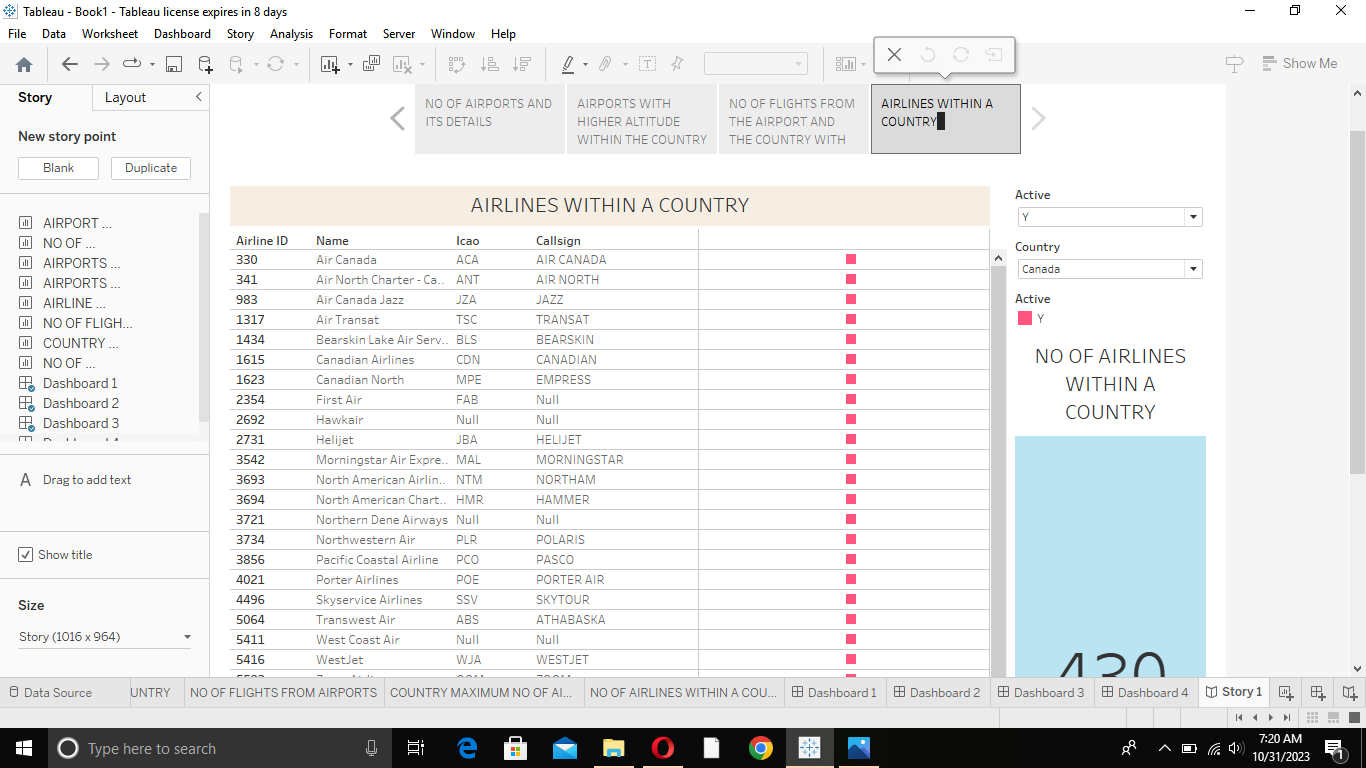 Tableau - Book1 - Tableau license expires in 8 days
File Data Worksheet Dashboard Story Analysis Format Server Window Help
Show Me
Story Layout
New story point
Blank Duplicate
AIRPORT ...
NO OF ...
AIRPORTS ...
AIRPORTS ...
AIRLINE ...
NO OF FLIGH...
COUNTRY ...
NO OF ...
Dashboard 1
Dashboard 2
Dashboard 3
A Drag to add text
Show title
Size
Story (1016 x 964)
NO OF AIRPORTS AND
ITS DETAILS
AIRPORTS WITH
HIGHER ALTITUDE
WITHIN THE COUNTRY
NO OF FLIGHTS FROM
THE AIRPORT AND
THE COUNTRY WITH
AIRLINES WITHIN A
COUNTRY
AIRLINES WITHIN A COUNTRY
Airline ID Name Icao Callsign
330 Air Canada ACA AIR CANADA
341 Air North Charter - Ca.. ANT AIR NORTH
983 Air Canada Jazz JZA JAZZ
1317 Air Transat TSC TRANSAT
1434 Bearskin Lake Air Serv.. BLS BEARSKIN
1615 Canadian Airlines CDN CANADIAN
1623 Canadian North MPE EMPRESS
2354 First Air FAB Null
2692 Hawkair Null Null
2731 Helijet JBA HELIJET
3542 Morningstar Air Expre.. MAL MORNINGSTAR
3693 North American Airlin.. NTM NORTHAM
3694 North American Chart.. HMR HAMMER
3721 Northern Dene Airways Null Null
3734 Northwestern Air PLR POLARIS
3856 Pacific Coastal Airline PCO PASCO
4021 Porter Airlines POE PORTER AIR
4496 Skyservice Airlines SSV SKYTOUR
5064 Transwest Air ABS ATHABASKA
5411 West Coast Air Null Null
5416 WestJet WJA WESTJET
Active
Y
Country
Canada
Active
Y
NO OF AIRLINES
WITHIN A
COUNTRY
430
Data Source UNTRY NO OF FLIGHTS FROM AIRPORTS COUNTRY MAXIMUM NO OF AI... NO OF AIRLINES WITHIN A COU... Dashboard 1 Dashboard 2 Dashboard 3 Dashboard 4 Story 1
Type here to search
7:20 AM
10/31/2023
1